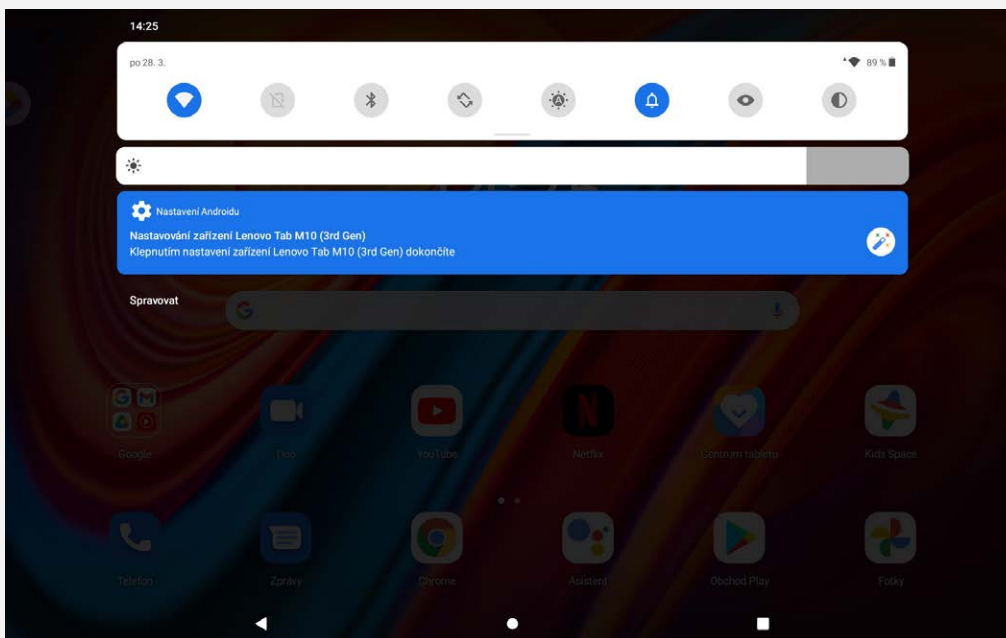 14:25
po 28. 3.
89 %
Nastavení Androidu
Nastavování zařízení Lenovo Tab M10 (3rd Gen)
Klepnutím nastavení zařízení Lenovo Tab M10 (3rd Gen) dokončíte
Spravovat
Google
Duo
YouTube
Netflix
Centrum tabletu
Kids Space
Telefon
Zprávy
Chrome
Asistent
Obchod Play
Fotky